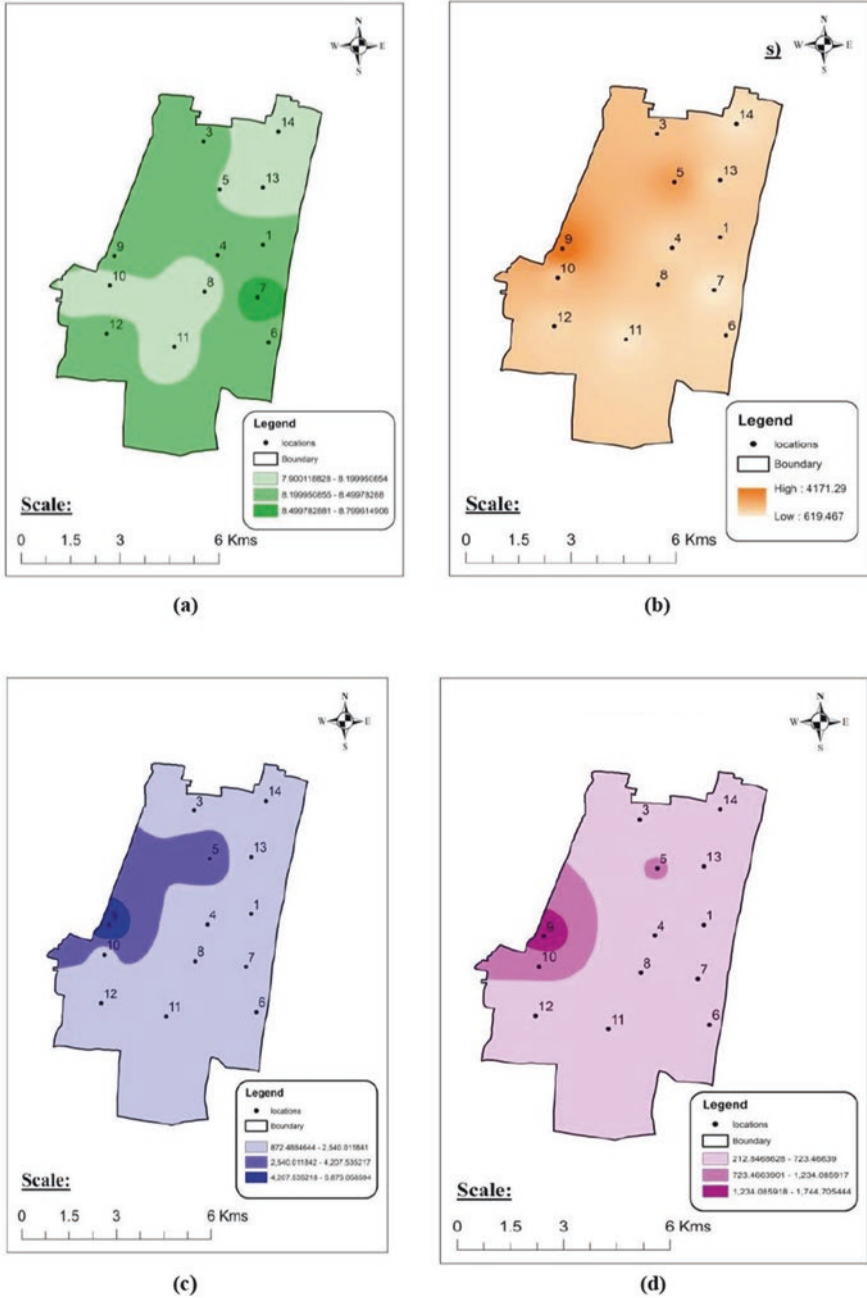 N
W E
S
3
14
5
13
9
4
1
10
8
7
12
11
6
Legend
locations
Boundary
7.900118828 - 8.199950854
8.199950855 - 8.49978288
8.499782881 - 8.799614906
Scale:
0 1.5 3 6 Kms
(a)
s)
N
W E
S
3
14
5
13
9
4
1
10
8
7
12
11
6
Legend
locations
Boundary
High : 4171.29
Low : 619.467
0 1.5 3 6 Kms
Scale:
(b)
N
W E
S
3
14
5
13
9
4
1
10
8
7
12
11
6
Legend
locations
Boundary
872.4884644 - 2,540.011841
2,540.011842 - 4,207.535217
Scale:
0 1.5 3 6 Kms
(c)
N
W E
S
3
14
5
13
9
4
1
10
8
7
12
11
6
Legend
locations
Boundary
212.8468628 - 723.46639
723.4663901 - 1,234.085917
1,234.085918 - 1,744.705444
Scale:
0 1.5 3 6 Kms
(d)